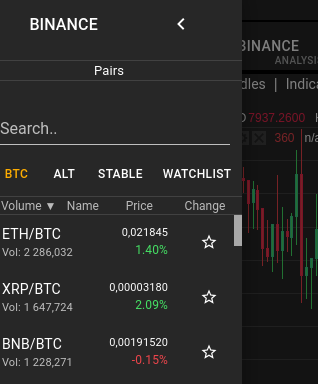 BINANCE
Pairs
Search..
BTC ALT STABLE WATCHLIST
Volume ▼ Name Price Change
ETH/BTC 0,021845
Vol: 2 286,032 1.40%
XRP/BTC 0,00003180
Vol: 1 647,724 2.09%
BNB/BTC 0,00191520
Vol: 1 228,271 -0.15%
BINANCE
ANALYSI
dles | Indica
7937.2600 H
360 n/a